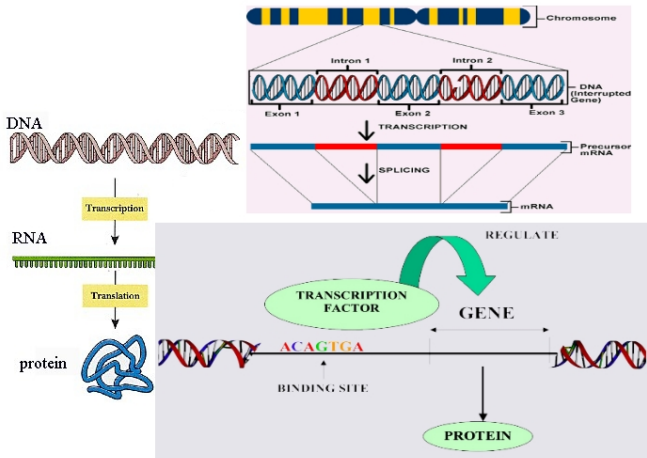 Chromosome
Intron 1
Intron 2
DNA
(Interrupted
Gene)
Exon 1
Exon 2
Exon 3
TRANSCRIPTION
Precursor
mRNA
SPLICING
mRNA
DNA
Transcription
RNA
Translation
protein
REGULATE
TRANSCRIPTION
FACTOR
GENE
ACAGTGA
BINDING SITE
PROTEIN